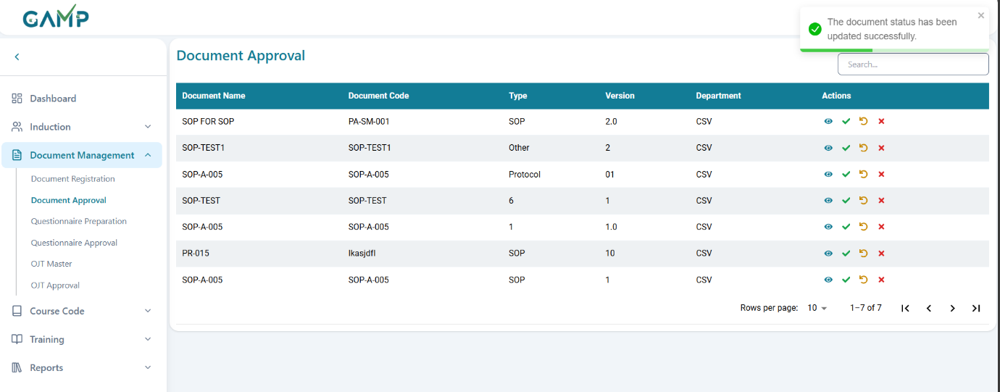 GAMP
The document status has been
updated successfully.
Document Approval
Search...
Dashboard
Induction
Document Management
Document Registration
Document Approval
Questionnaire Preparation
Questionnaire Approval
OJT Master
OJT Approval
Course Code
Training
Reports
Document Name Document Code Type Version Department Actions
SOP FOR SOP PA-SM-001 SOP 2.0 CSV
SOP-TEST1 SOP-TEST1 Other 2 CSV
SOP-A-005 SOP-A-005 Protocol 01 CSV
SOP-TEST SOP-TEST 6 1 CSV
SOP-A-005 SOP-A-005 1 1.0 CSV
PR-015 lkasjdfl SOP 10 CSV
SOP-A-005 SOP-A-005 SOP 1 CSV
Rows per page: 10 1–7 of 7